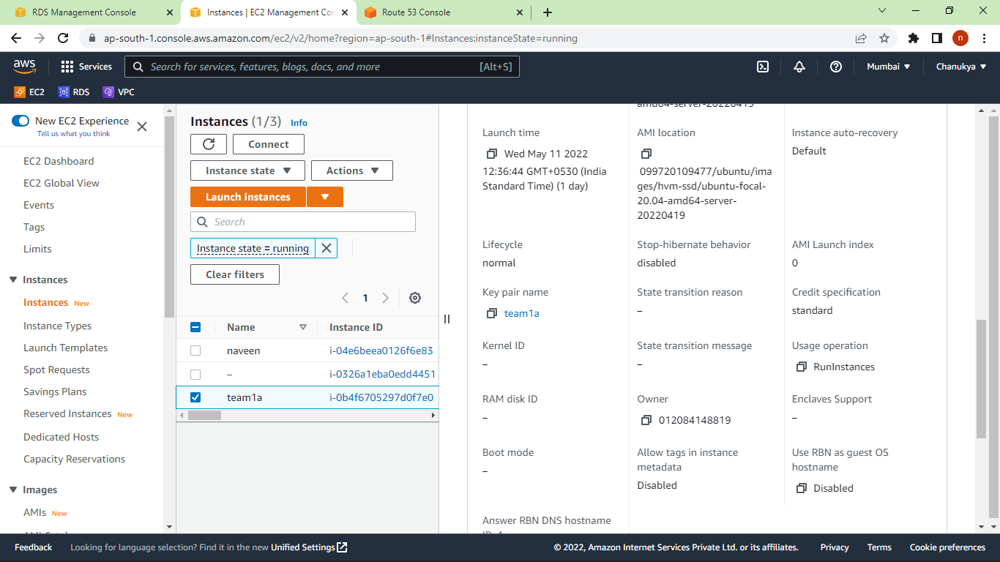 RDS Management Console
Instances | EC2 Management Con
Route 53 Console
ap-south-1.console.aws.amazon.com/ec2/v2/home?region=ap-south-1#Instances:instanceState=running
n
aws
Services
Search for services, features, blogs, docs, and more
[Alt+S]
Mumbai
Chanukya
EC2
RDS
VPC
New EC2 Experience
Tell us what you think
EC2 Dashboard
EC2 Global View
Events
Tags
Limits
Instances
Instances New
Instance Types
Launch Templates
Spot Requests
Savings Plans
Reserved Instances New
Dedicated Hosts
Capacity Reservations
Images
AMIs New
Instances (1/3) Info
Connect
Instance state
Actions
Launch instances
Search
Instance state = running
Clear filters
1
Name
Instance ID
naveen
i-04e6beea0126f6e83
–
i-0326a1eba0edd4451
team1a
i-0b4f6705297d0f7e0
amd64-server-20220419
Launch time
Wed May 11 2022
12:36:44 GMT+0530 (India
Standard Time) (1 day)
AMI location
099720109477/ubuntu/ima
ges/hvm-ssd/ubuntu-focal-
20.04-amd64-server-
20220419
Instance auto-recovery
Default
Lifecycle
normal
Stop-hibernate behavior
disabled
AMI Launch index
0
Key pair name
team1a
State transition reason
–
Credit specification
standard
Kernel ID
–
State transition message
–
Usage operation
RunInstances
RAM disk ID
–
Owner
012084148819
Enclaves Support
–
Boot mode
–
Allow tags in instance
metadata
Disabled
Use RBN as guest OS
hostname
Disabled
Answer RBN DNS hostname
Feedback
Looking for language selection? Find it in the new Unified Settings
© 2022, Amazon Internet Services Private Ltd. or its affiliates.
Privacy
Terms
Cookie preferences